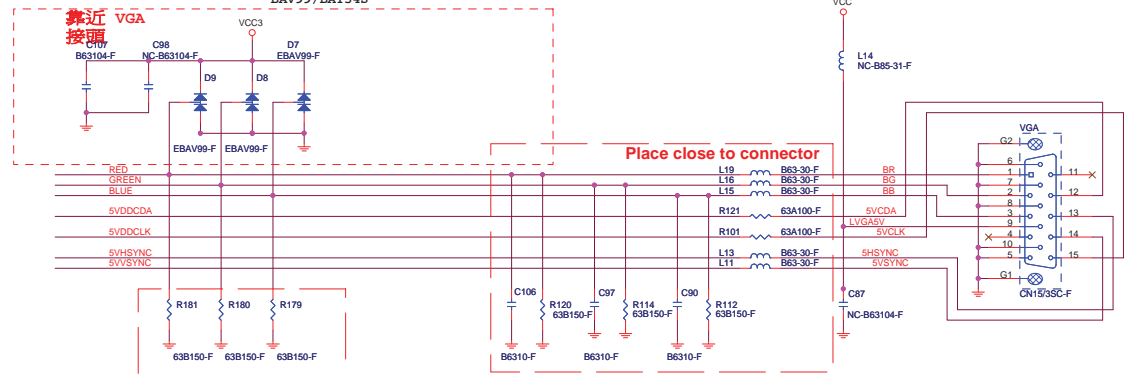 VCC
靠近 VGA
接頭
VCC3
C107
B63104-F
C98
NC-B63104-F
D7
EBAV99-F
L14
NC-B85-31-F
D9
D8
EBAV99-F
EBAV99-F
VGA
G2
Place close to connector
RED
GREEN
BLUE
5VDDCDA
5VDDCLK
5VHSYNC
5VVSYNC
L19
B63-30-F
BR
L16
B63-30-F
BG
L15
B63-30-F
BB
R121
63A100-F
5VCDA
LVGA5V
R101
63A100-F
5VCLK
L13
B63-30-F
5HSYNC
L11
B63-30-F
5VSYNC
6
1
7
2
8
3
9
4
10
5
11
12
13
14
15
G1
CN15/3SC-F
R181
R180
R179
63B150-F
63B150-F
63B150-F
C106
R120
63B150-F
C97
R114
63B150-F
C90
R112
63B150-F
B6310-F
B6310-F
B6310-F
C87
NC-B63104-F